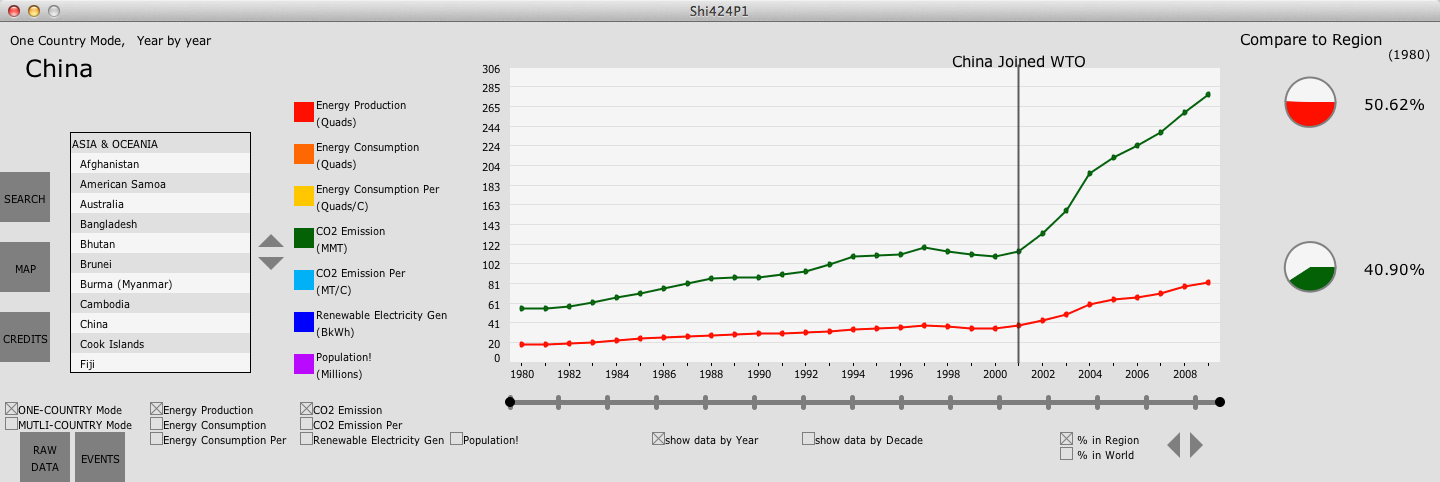 Shi424P1
One Country Mode, Year by year
China
Compare to Region
(1980)
China Joined WTO
SEARCH
MAP
CREDITS
ASIA & OCEANIA
Afghanistan
American Samoa
Australia
Bangladesh
Bhutan
Brunei
Burma (Myanmar)
Cambodia
China
Cook Islands
Fiji
Energy Production
(Quads)
Energy Consumption
(Quads)
Energy Consumption Per
(Quads/C)
CO2 Emission
(MMT)
CO2 Emission Per
(MT/C)
Renewable Electricity Gen
(BkWh)
Population!
(Millions)
306
285
265
244
224
204
183
163
143
122
102
81
61
41
20
0
1980 1982 1984 1986 1988 1990 1992 1994 1996 1998 2000 2002 2004 2006 2008
50.62%
40.90%
ONE-COUNTRY Mode
MUTLI-COUNTRY Mode
Energy Production
Energy Consumption
Energy Consumption Per
CO2 Emission
CO2 Emission Per
Renewable Electricity Gen
Population!
show data by Year
show data by Decade
% in Region
% in World
RAW
DATA
EVENTS